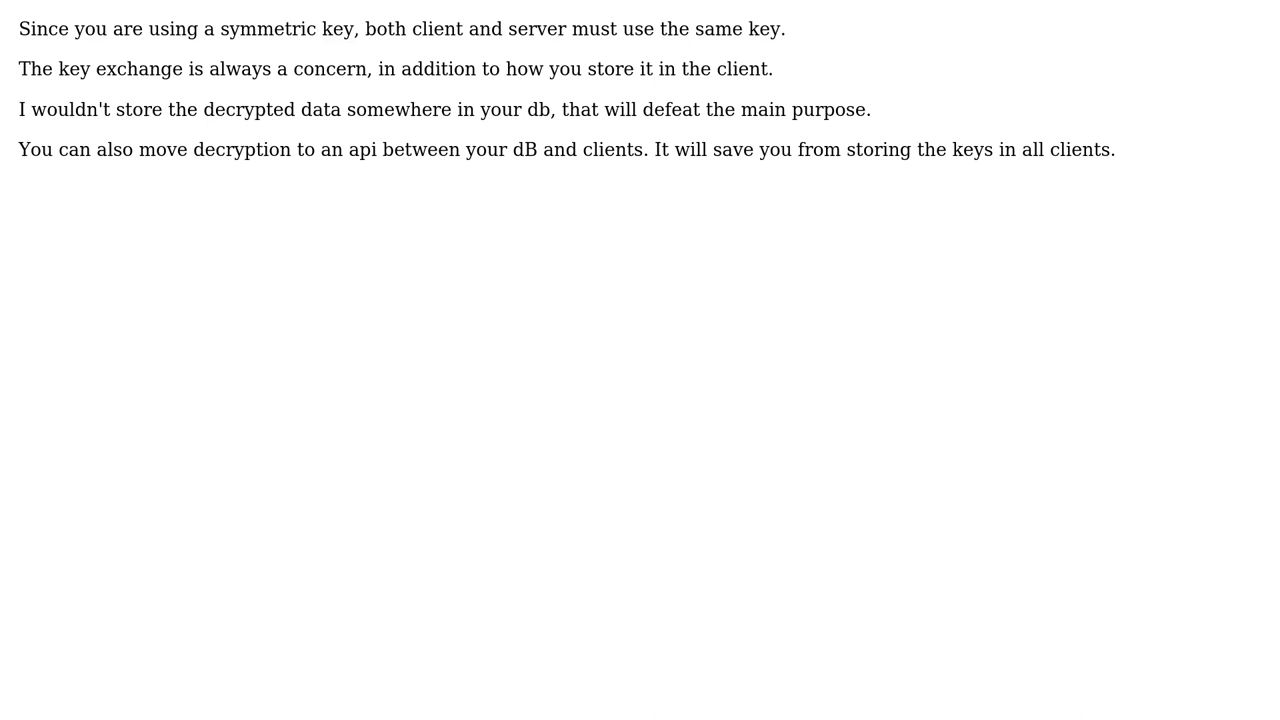 Since you are using a symmetric key, both client and server must use the same key.
The key exchange is always a concern, in addition to how you store it in the client.
I wouldn't store the decrypted data somewhere in your db, that will defeat the main purpose.
You can also move decryption to an api between your dB and clients. It will save you from storing the keys in all clients.